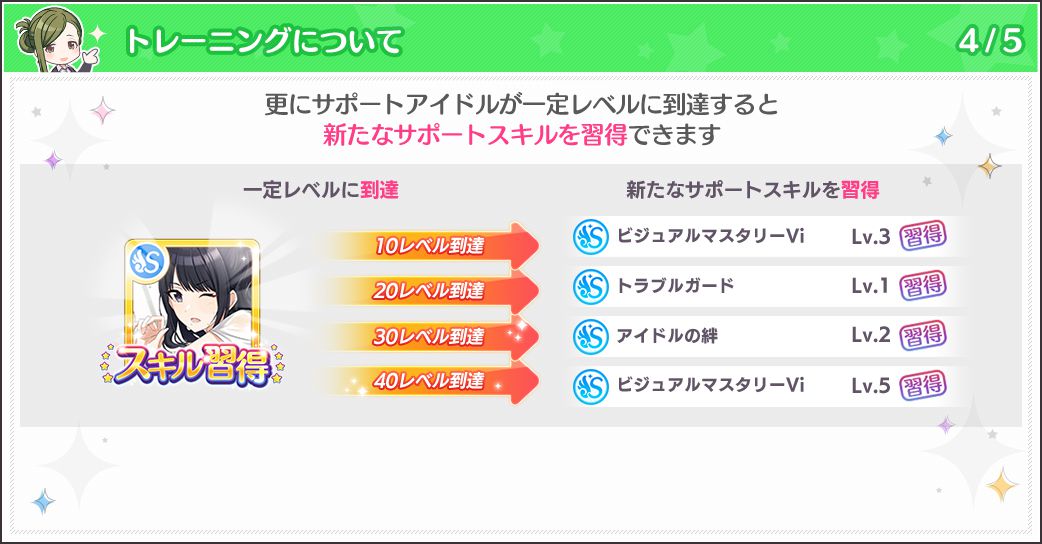 トレーニングについて
4/5
更にサポートアイドルが一定レベルに到達すると
新たなサポートスキルを習得できます
一定レベルに到達
新たなサポートスキルを習得
S
スキル習得
10レベル到達
S ビジュアルマスタリーVi Lv.3 習得
20レベル到達
S トラブルガード Lv.1 習得
30レベル到達
S アイドルの絆 Lv.2 習得
40レベル到達
S ビジュアルマスタリーVi Lv.5 習得